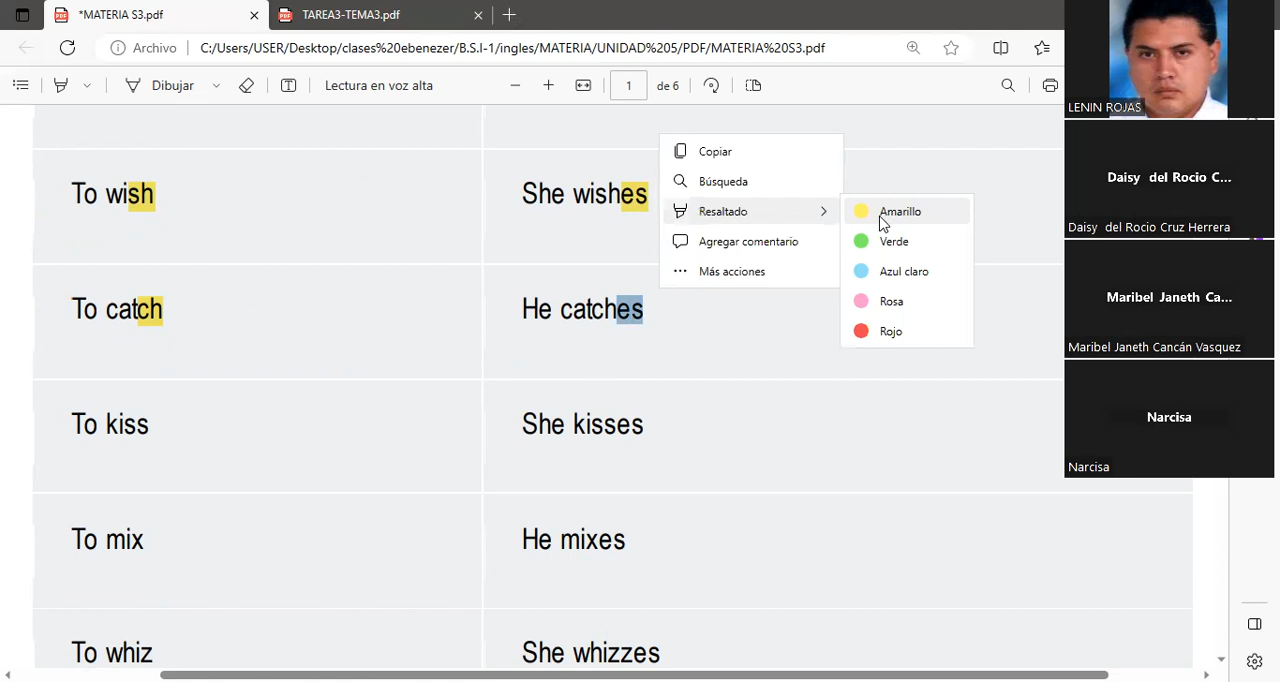 *MATERIA S3.pdf
TAREA3-TEMA3.pdf
Archivo
C:/Users/USER/Desktop/clases%20ebenezer/B.S.I-1/ingles/MATERIA/UNIDAD%205/PDF/MATERIA%20S3.pdf
Dibujar
Lectura en voz alta
1
de 6
LENIN ROJAS
Copiar
Búsqueda
Resaltado
Agregar comentario
Más acciones
Amarillo
Verde
Azul claro
Rosa
Rojo
To wish
She wishes
To catch
He catches
To kiss
She kisses
To mix
He mixes
To whiz
She whizzes
Daisy del Rocio C...
Daisy del Rocio Cruz Herrera
Maribel Janeth Ca...
Maribel Janeth Cancán Vasquez
Narcisa
Narcisa